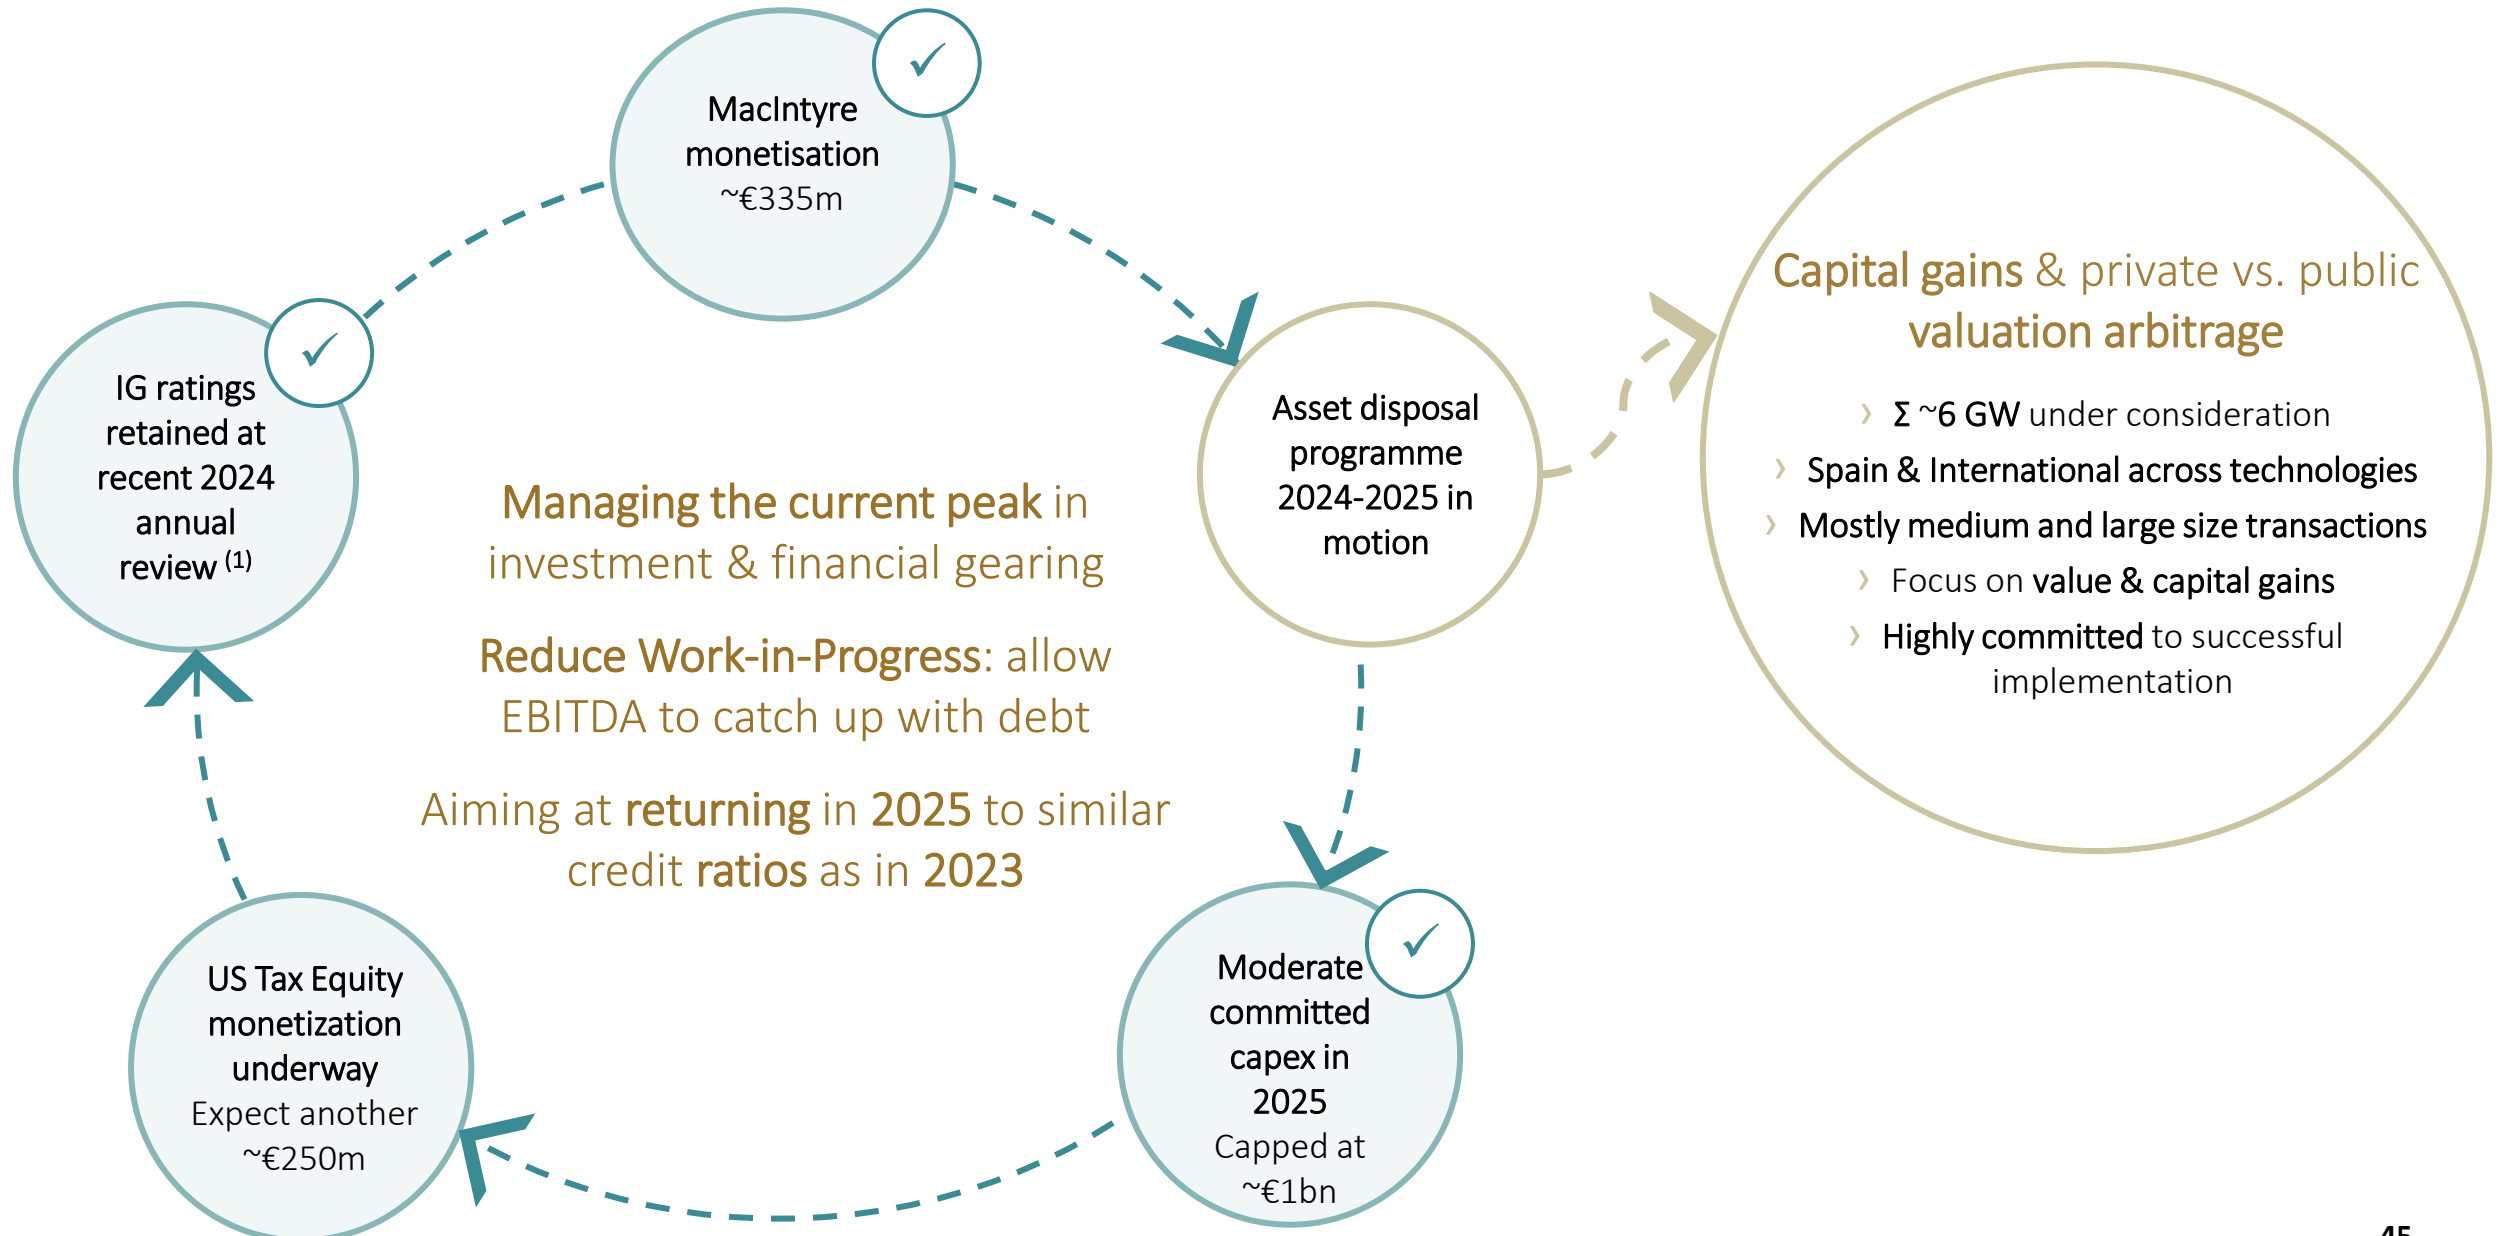 MacIntyre
monetisation
~€335m
IG ratings
retained at
recent 2024
annual
review (1)
Asset disposal
programme
2024-2025 in
motion
Managing the current peak in
investment & financial gearing
Reduce Work-in-Progress: allow
EBITDA to catch up with debt
Aiming at returning in 2025 to similar
credit ratios as in 2023
US Tax Equity
monetization
underway
Expect another
~€250m
Moderate
committed
capex in
2025
Capped at
~€1bn
Capital gains & private vs. public
valuation arbitrage
› Σ ~6 GW under consideration
› Spain & International across technologies
› Mostly medium and large size transactions
› Focus on value & capital gains
› Highly committed to successful
implementation
45